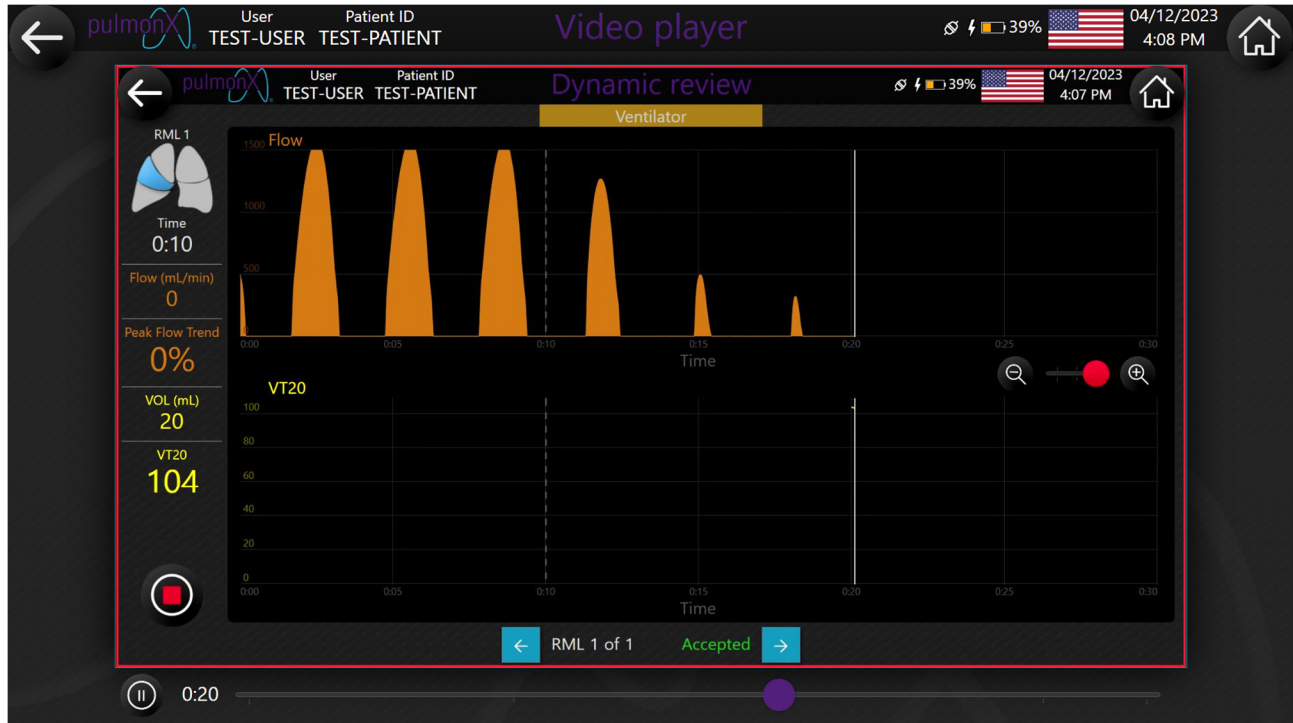 pulmonX
User
TEST-USER
Patient ID
TEST-PATIENT
Video player
39%
04/12/2023
4:08 PM
pulmonX
User
TEST-USER
Patient ID
TEST-PATIENT
Dynamic review
39%
04/12/2023
4:07 PM
Ventilator
RML 1
Time
0:10
Flow (mL/min)
0
Peak Flow Trend
0%
VOL (mL)
20
VT20
104
Flow
1500
1000
500
0
0:00 0:05 0:10 0:15 0:20 0:25 0:30
Time
VT20
100
80
60
40
20
0
0:00 0:05 0:10 0:15 0:20 0:25 0:30
Time
RML 1 of 1
Accepted
0:20